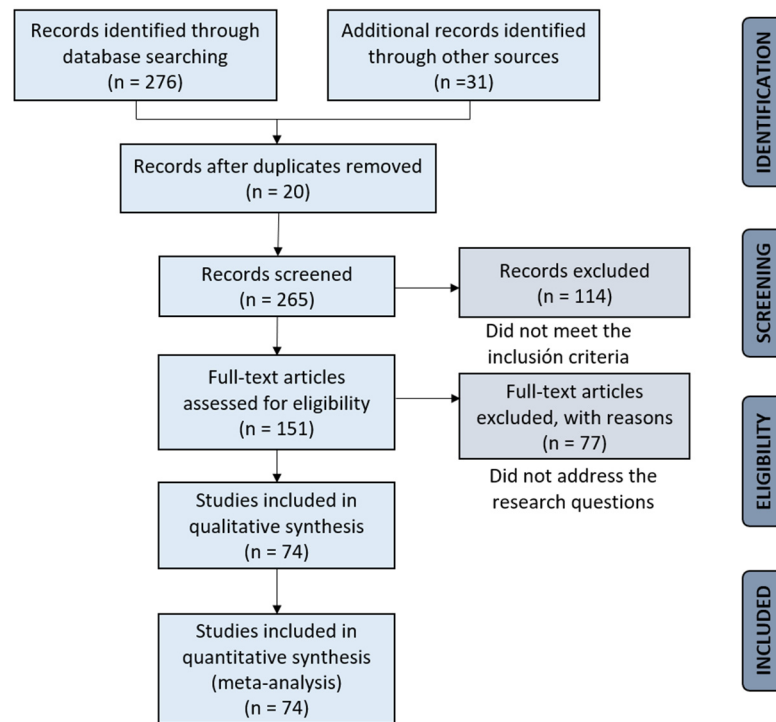 Records identified through
database searching
(n = 276)
Additional records identified
through other sources
(n =31)
IDENTIFICATION
Records after duplicates removed
(n = 20)
Records screened
(n = 265)
Records excluded
(n = 114)
Did not meet the
inclusión criteria
SCREENING
Full-text articles
assessed for eligibility
(n = 151)
Full-text articles
excluded, with reasons
(n = 77)
Did not address the
research questions
ELIGIBILITY
Studies included in
qualitative synthesis
(n = 74)
Studies included in
quantitative synthesis
(meta-analysis)
(n = 74)
INCLUDED